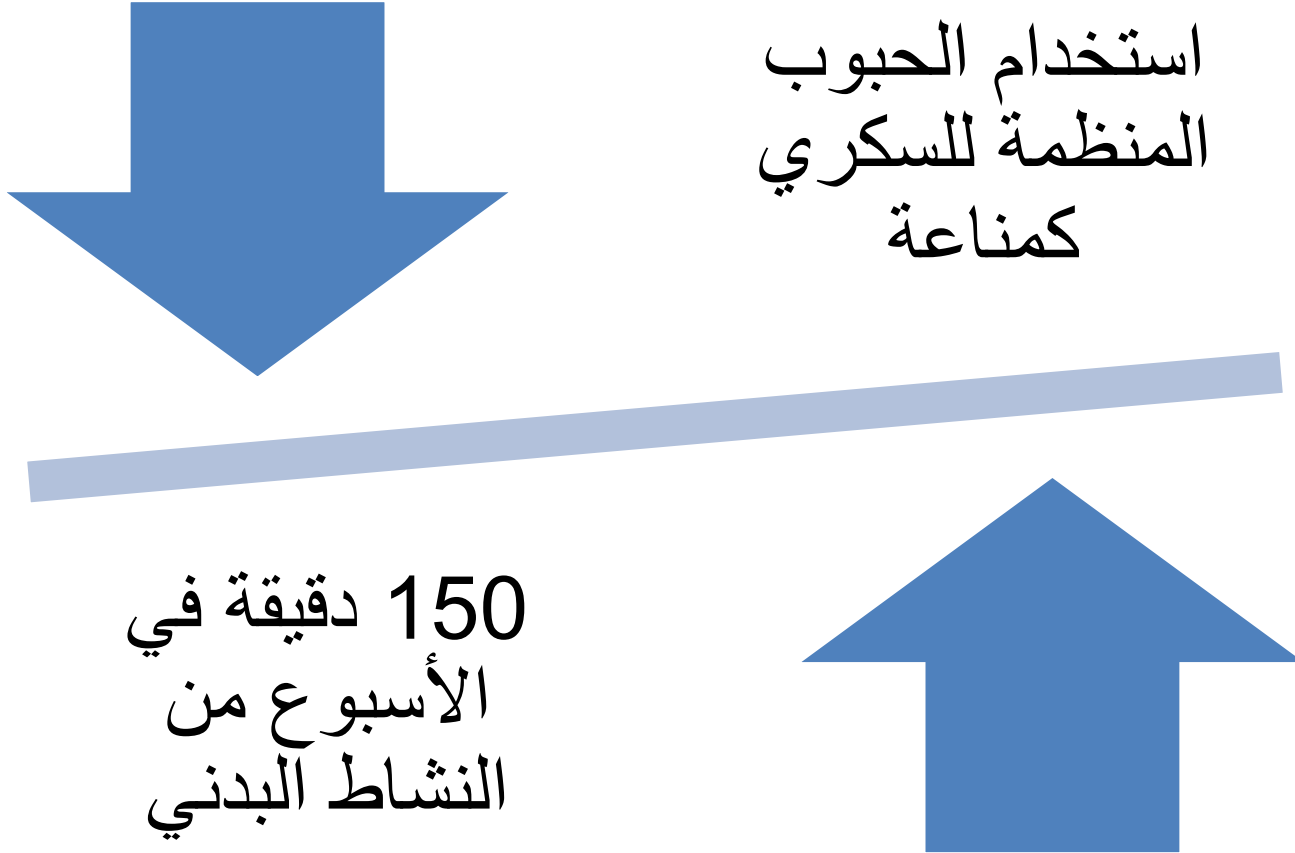 استخدام الحبوب
المنظمة للسكري
كمناعة
150 دقيقة في
الأسبوع من
النشاط البدني